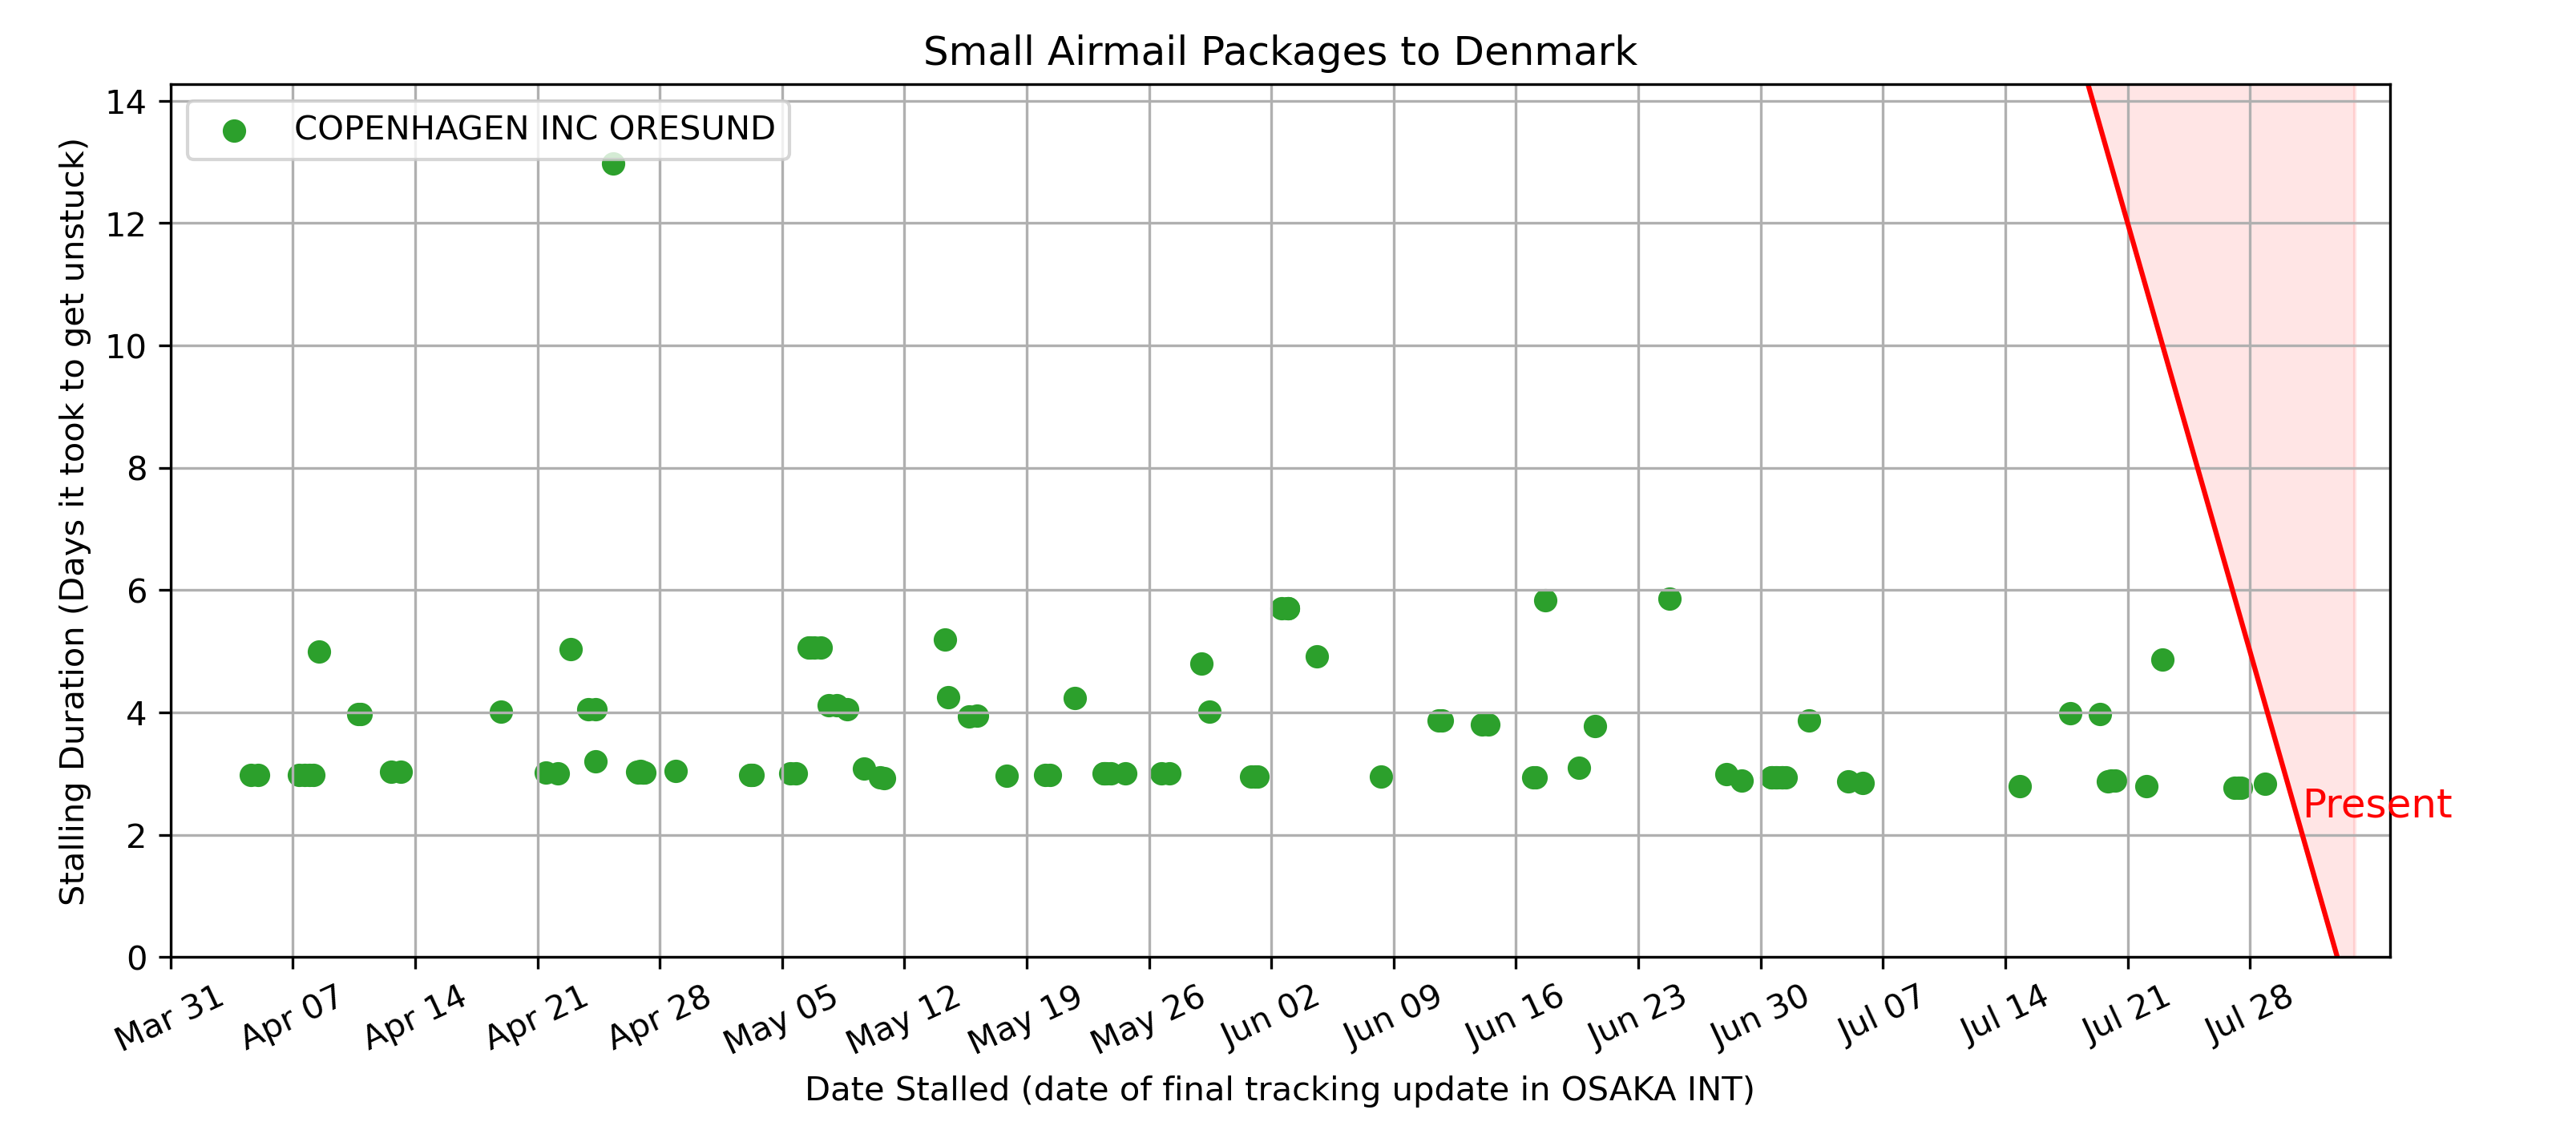 Small Airmail Packages to Denmark
COPENHAGEN INC ORESUND
Stalling Duration (Days it took to get unstuck)
14
12
10
8
6
4
2
0
Present
Mar 31
Apr 07
Apr 14
Apr 21
Apr 28
May 05
May 12
May 19
May 26
Jun 02
Jun 09
Jun 16
Jun 23
Jun 30
Jul 07
Jul 14
Jul 21
Jul 28
Date Stalled (date of final tracking update in OSAKA INT)